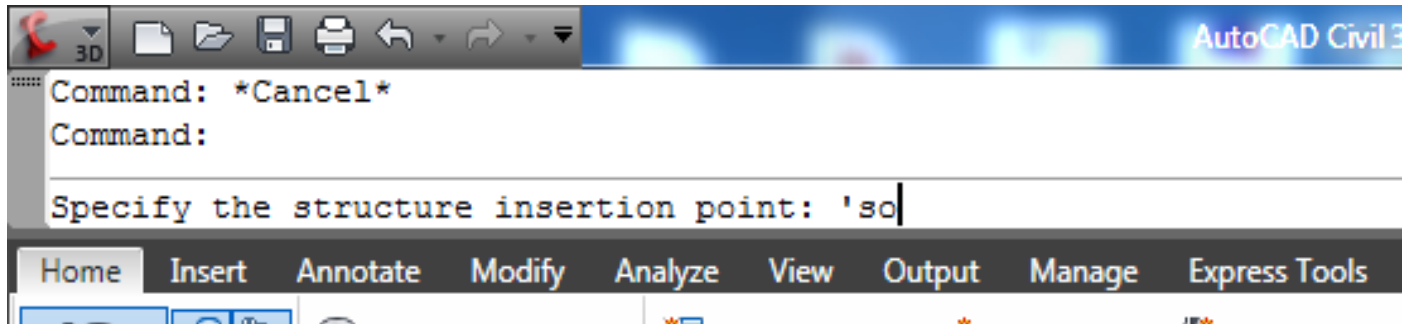 3D
AutoCAD Civil 3
Command: *Cancel*
Command:
Specify the structure insertion point: 'so
Home Insert Annotate Modify Analyze View Output Manage Express Tools